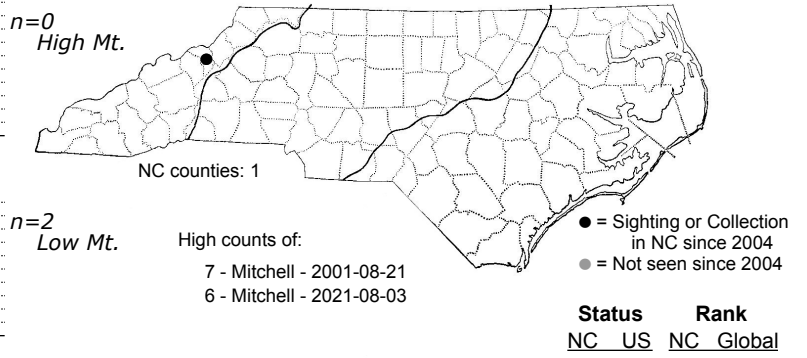 n=0
High Mt.
NC counties: 1
n=2
Low Mt.
High counts of:
7 - Mitchell - 2001-08-21
6 - Mitchell - 2021-08-03
= Sighting or Collection
in NC since 2004
= Not seen since 2004
Status Rank
NC US NC Global